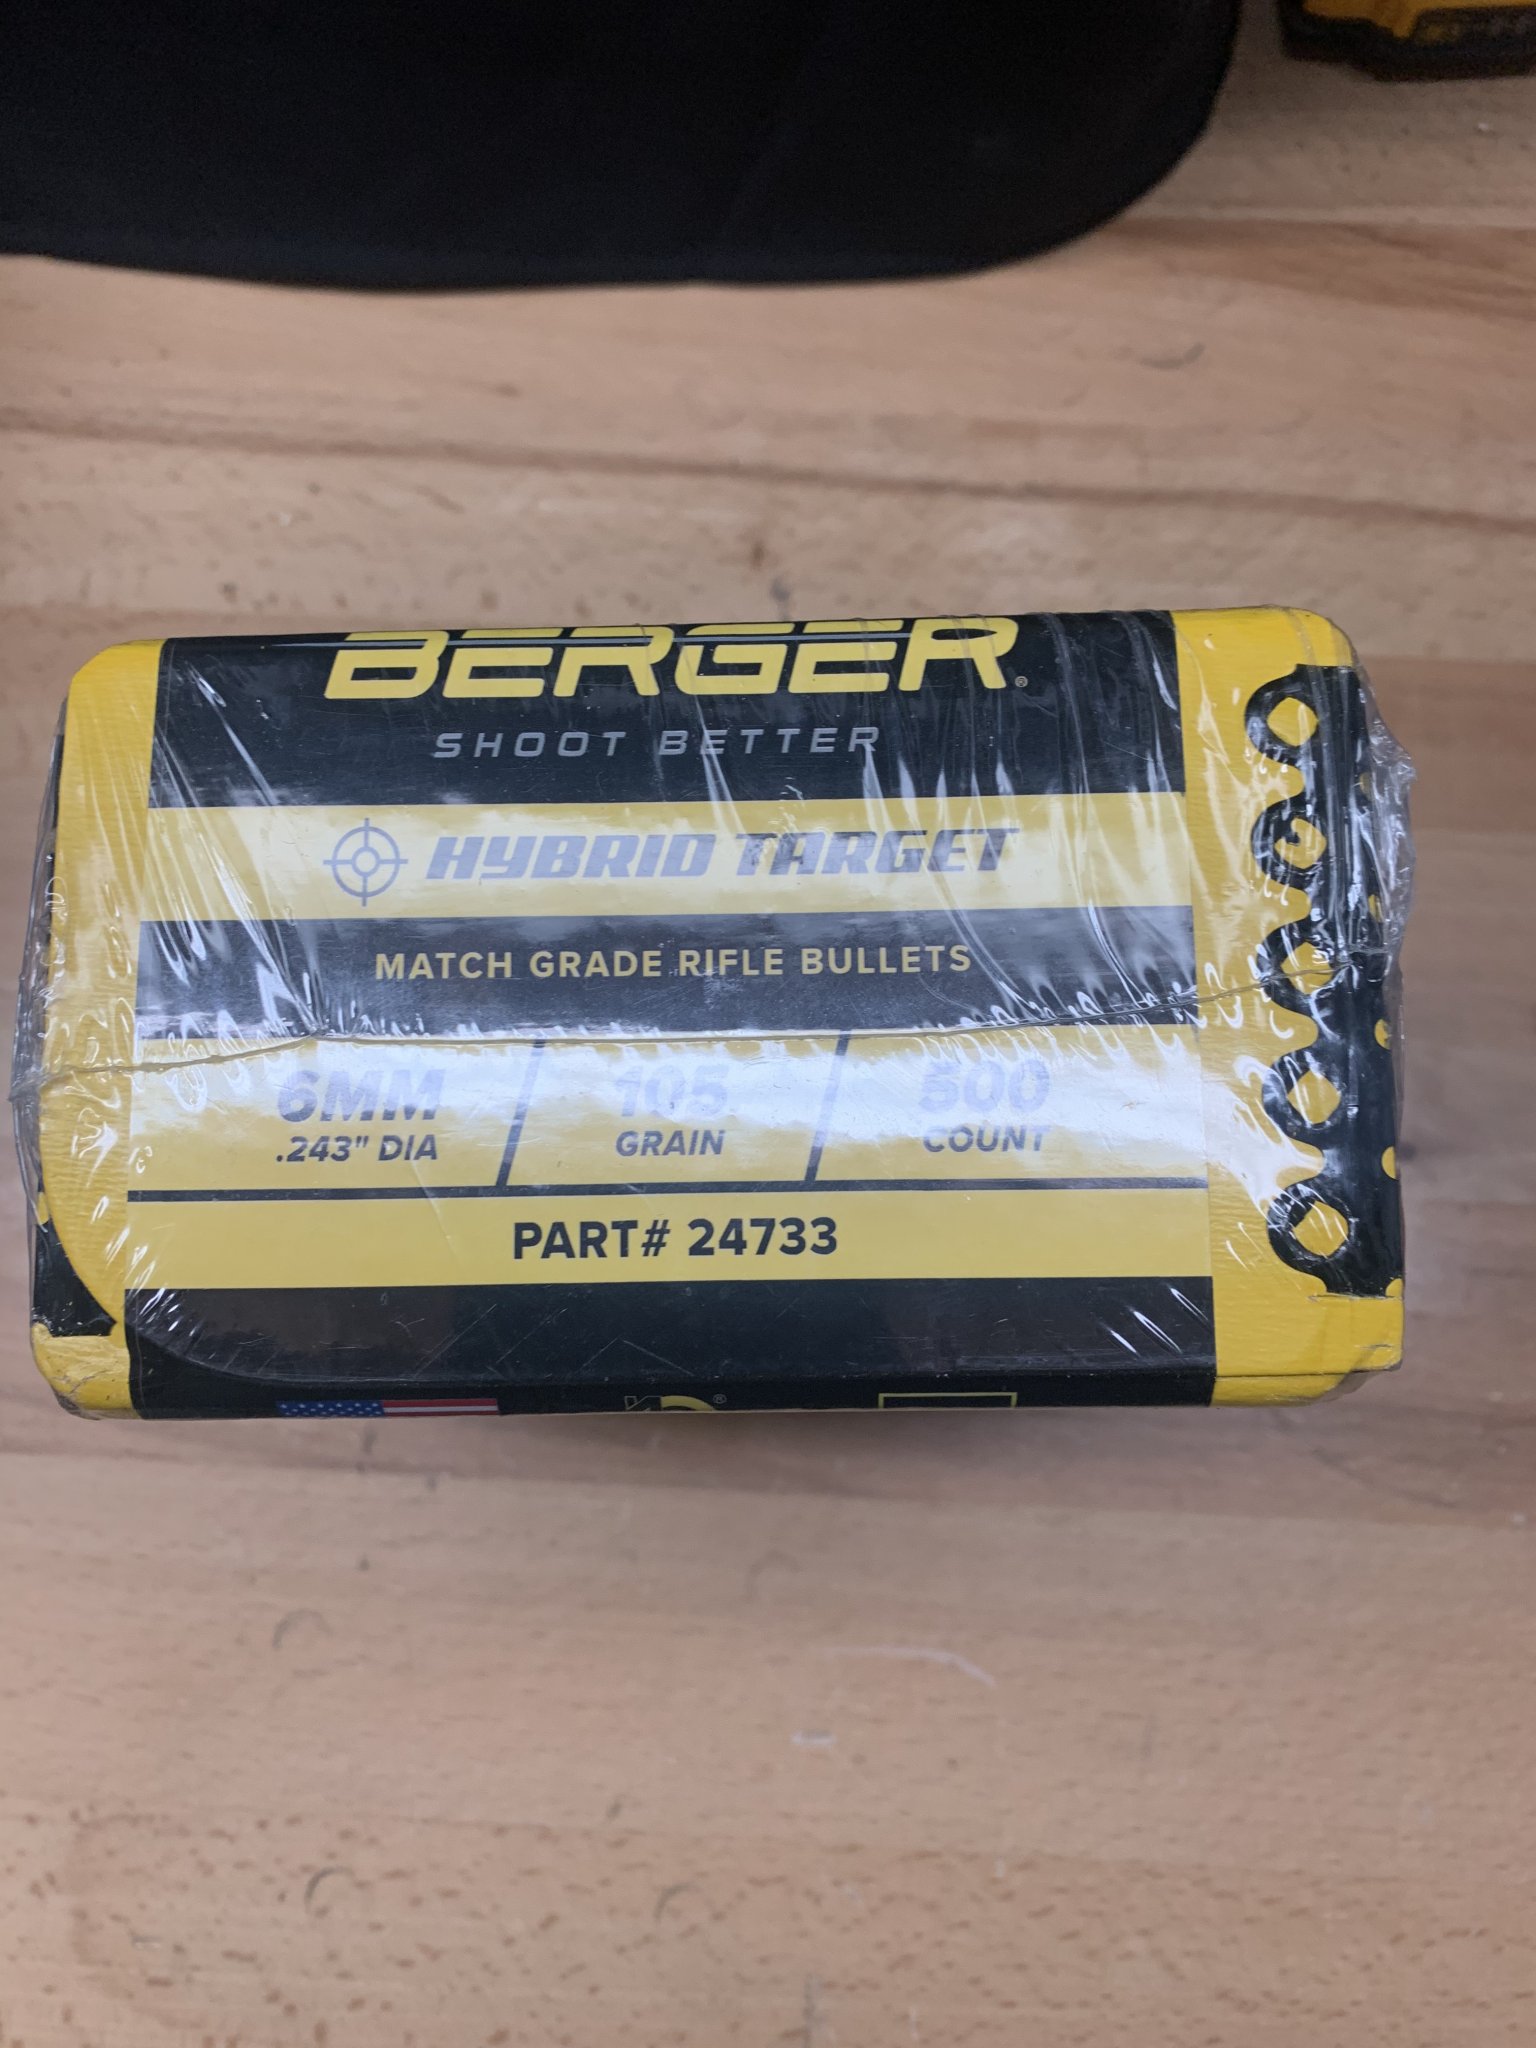 BERGER®
SHOOT BETTER
HYBRID TARGET
MATCH GRADE RIFLE BULLETS
6MM
.243" DIA
105
GRAIN
500
COUNT
PART# 24733